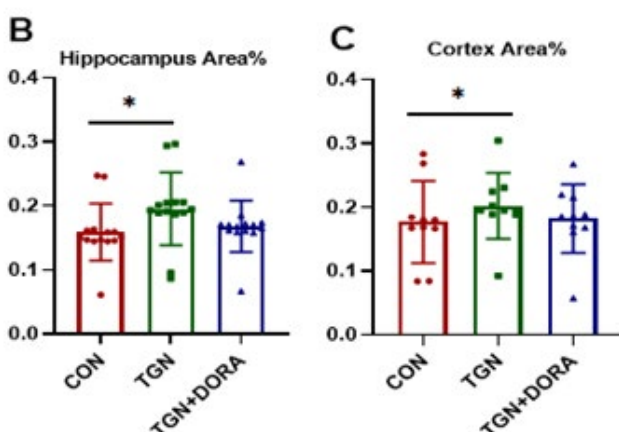 B
Hippocampus Area%
0.4
0.3
0.2
0.1
0.0
*
CON
TGN
TGN+DORA
C
Cortex Area%
0.4
0.3
0.2
0.1
0.0
*
CON
TGN
TGN+DORA